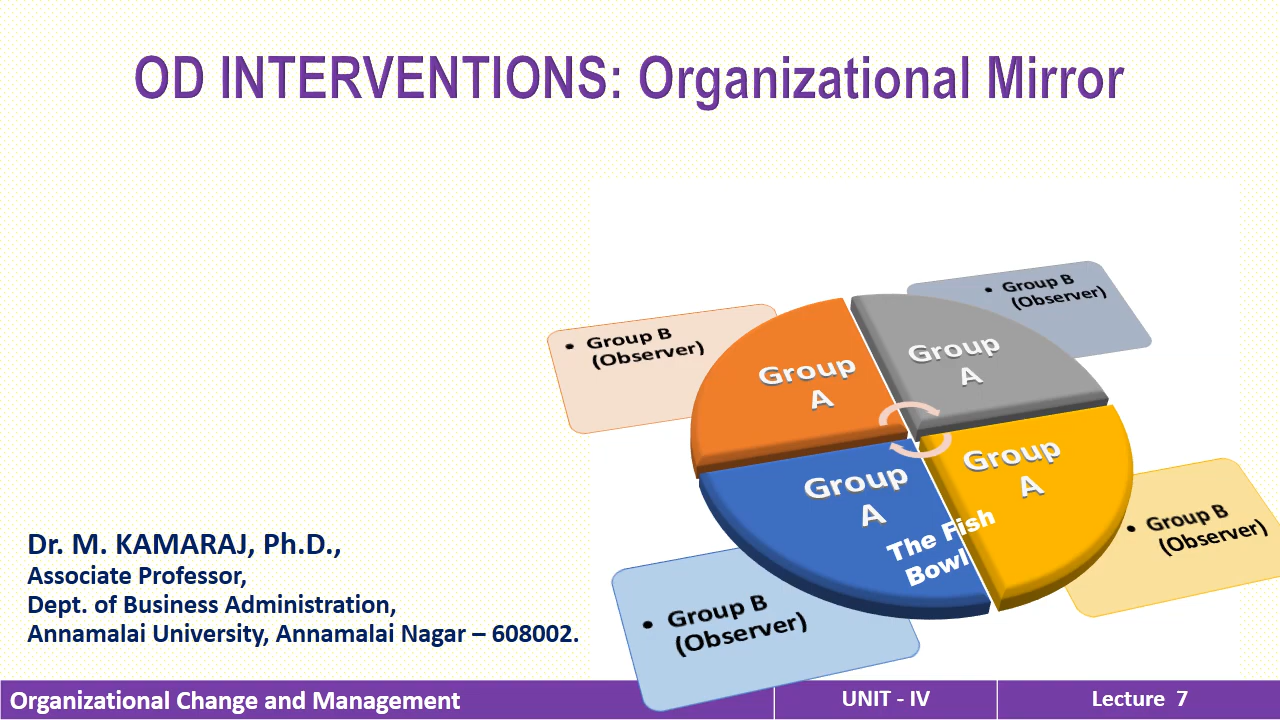 OD INTERVENTIONS: Organizational Mirror
• Group B
(Observer)
• Group B
(Observer)
Group
A
Group
A
Group
A
Group
A
The Fish
Bowl
• Group B
(Observer)
• Group B
(Observer)
Dr. M. KAMARAJ, Ph.D.,
Associate Professor,
Dept. of Business Administration,
Annamalai University, Annamalai Nagar – 608002.
Organizational Change and Management
UNIT - IV
Lecture 7